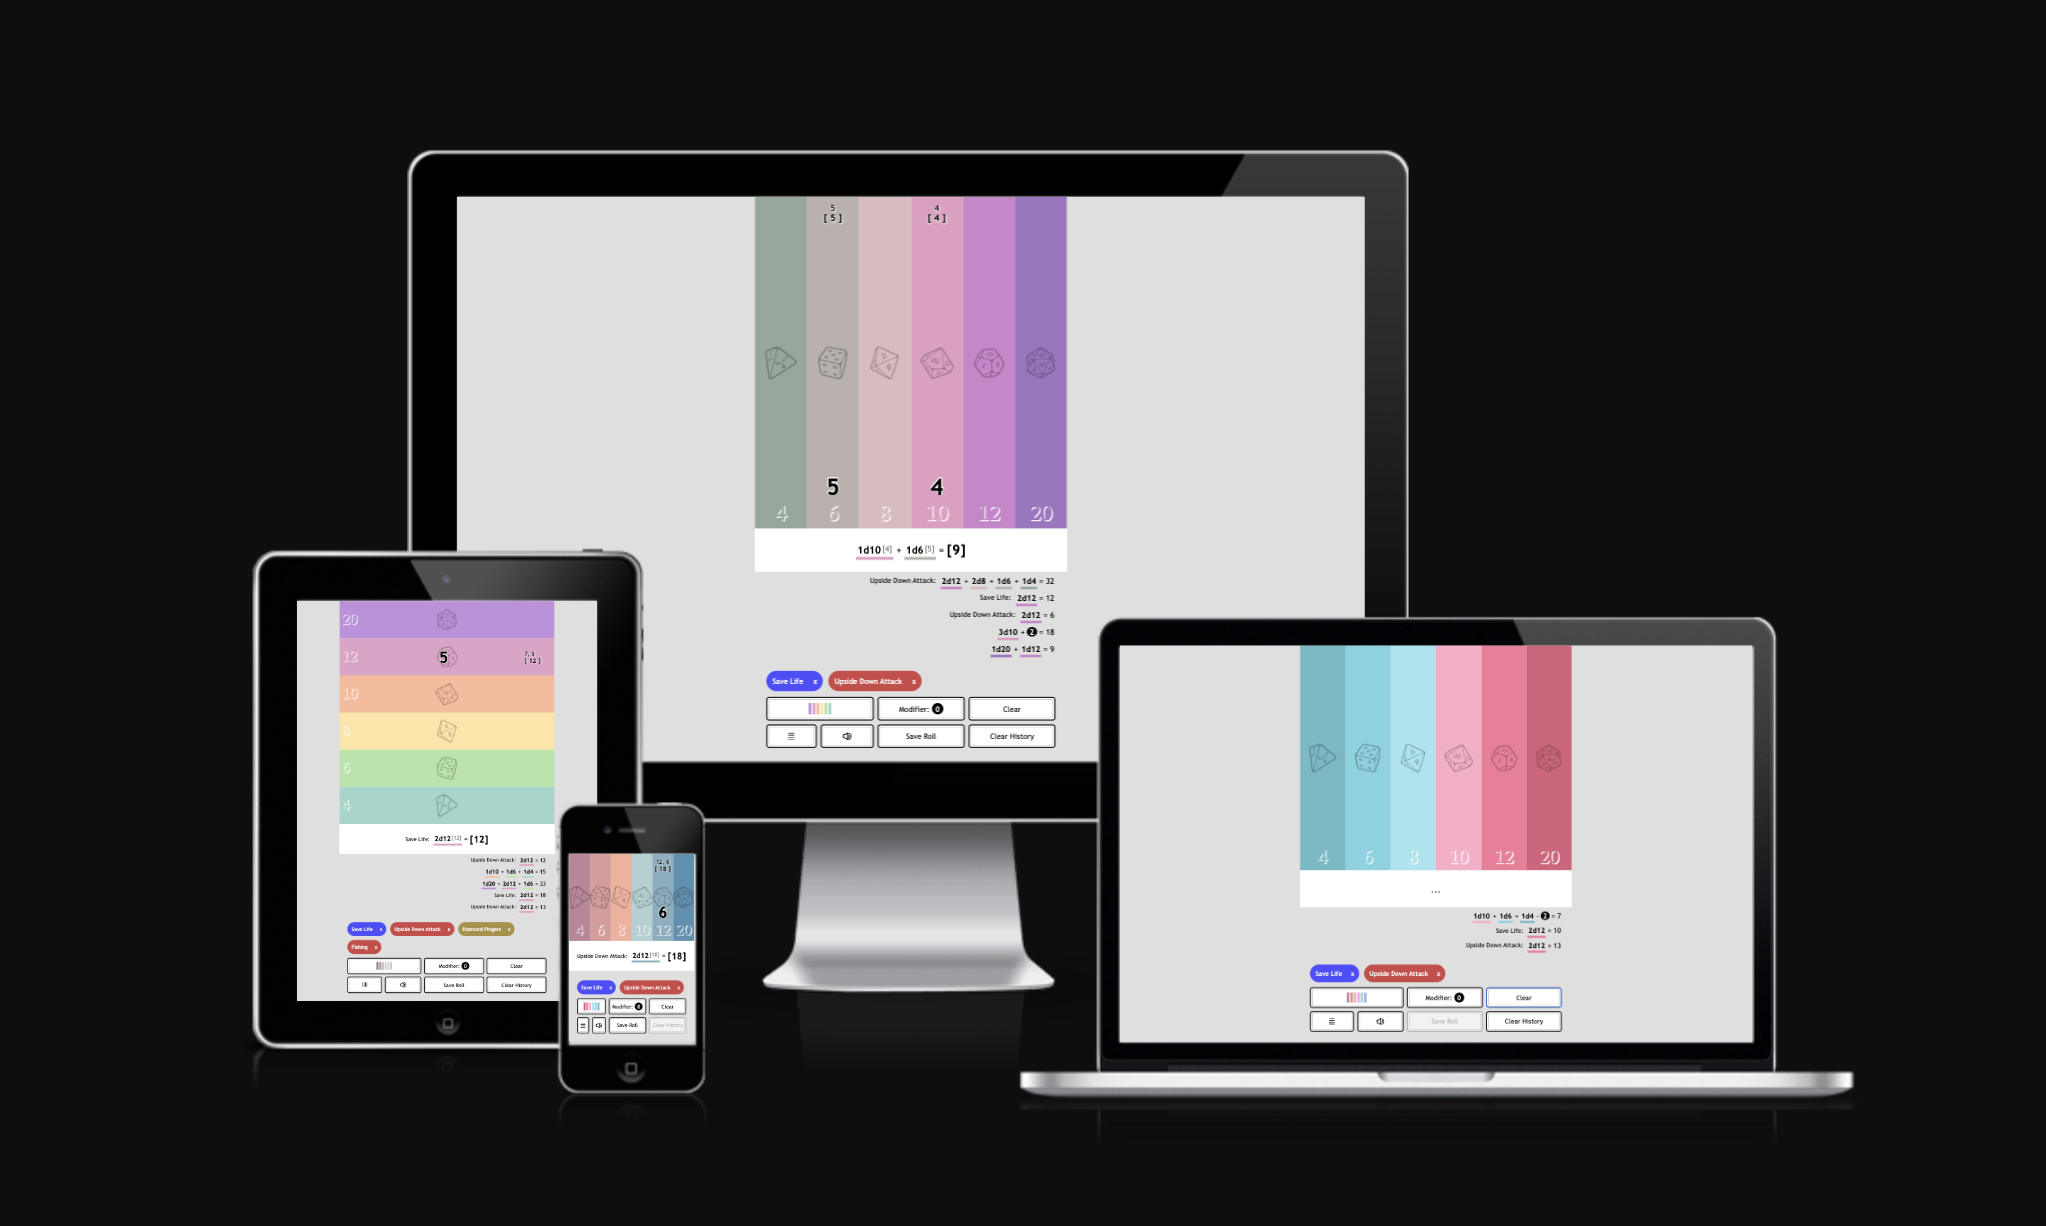 5 4
[ 5 ] [ 4 ]
5 4
4 6 8 10 12 20
1d10 [4] + 1d6 [5] = [9]
Upside Down Attack: 2d12 + 2d8 + 1d6 + 1d4 = 32
Save Life: 2d12 = 12
Upside Down Attack: 2d12 = 6
3d10 + 2 = 18
1d20 + 1d12 = 9
Save Life x Upside Down Attack x
Modifier: 0 Clear
Save Roll Clear History
20
12 5 7, 5
[ 12 ]
10
8
6
4
Save Life: 2d12 [12] = [12]
Upside Down Attack: 2d12 = 12
1d10 + 1d6 + 1d4 = 15
1d20 + 2d12 + 1d6 = 33
Save Life: 2d12 = 18
Upside Down Attack: 2d12 = 13
Save Life x Upside Down Attack x Diamond Fingers x
Fishing x
Modifier: 0 Clear
Save Roll Clear History
12, 6
[ 18 ]
6
4 6 8 10 12 20
Upside Down Attack: 2d12 [18] = [18]
Save Life x Upside Down Attack x
Modifier: 0 Clear
Save Roll Clear History
4 6 8 10 12 20
...
1d10 + 1d6 + 1d4 - 2 = 7
Save Life: 2d12 = 10
Upside Down Attack: 2d12 = 13
Save Life x Upside Down Attack x
Modifier: 0 Clear
Save Roll Clear History